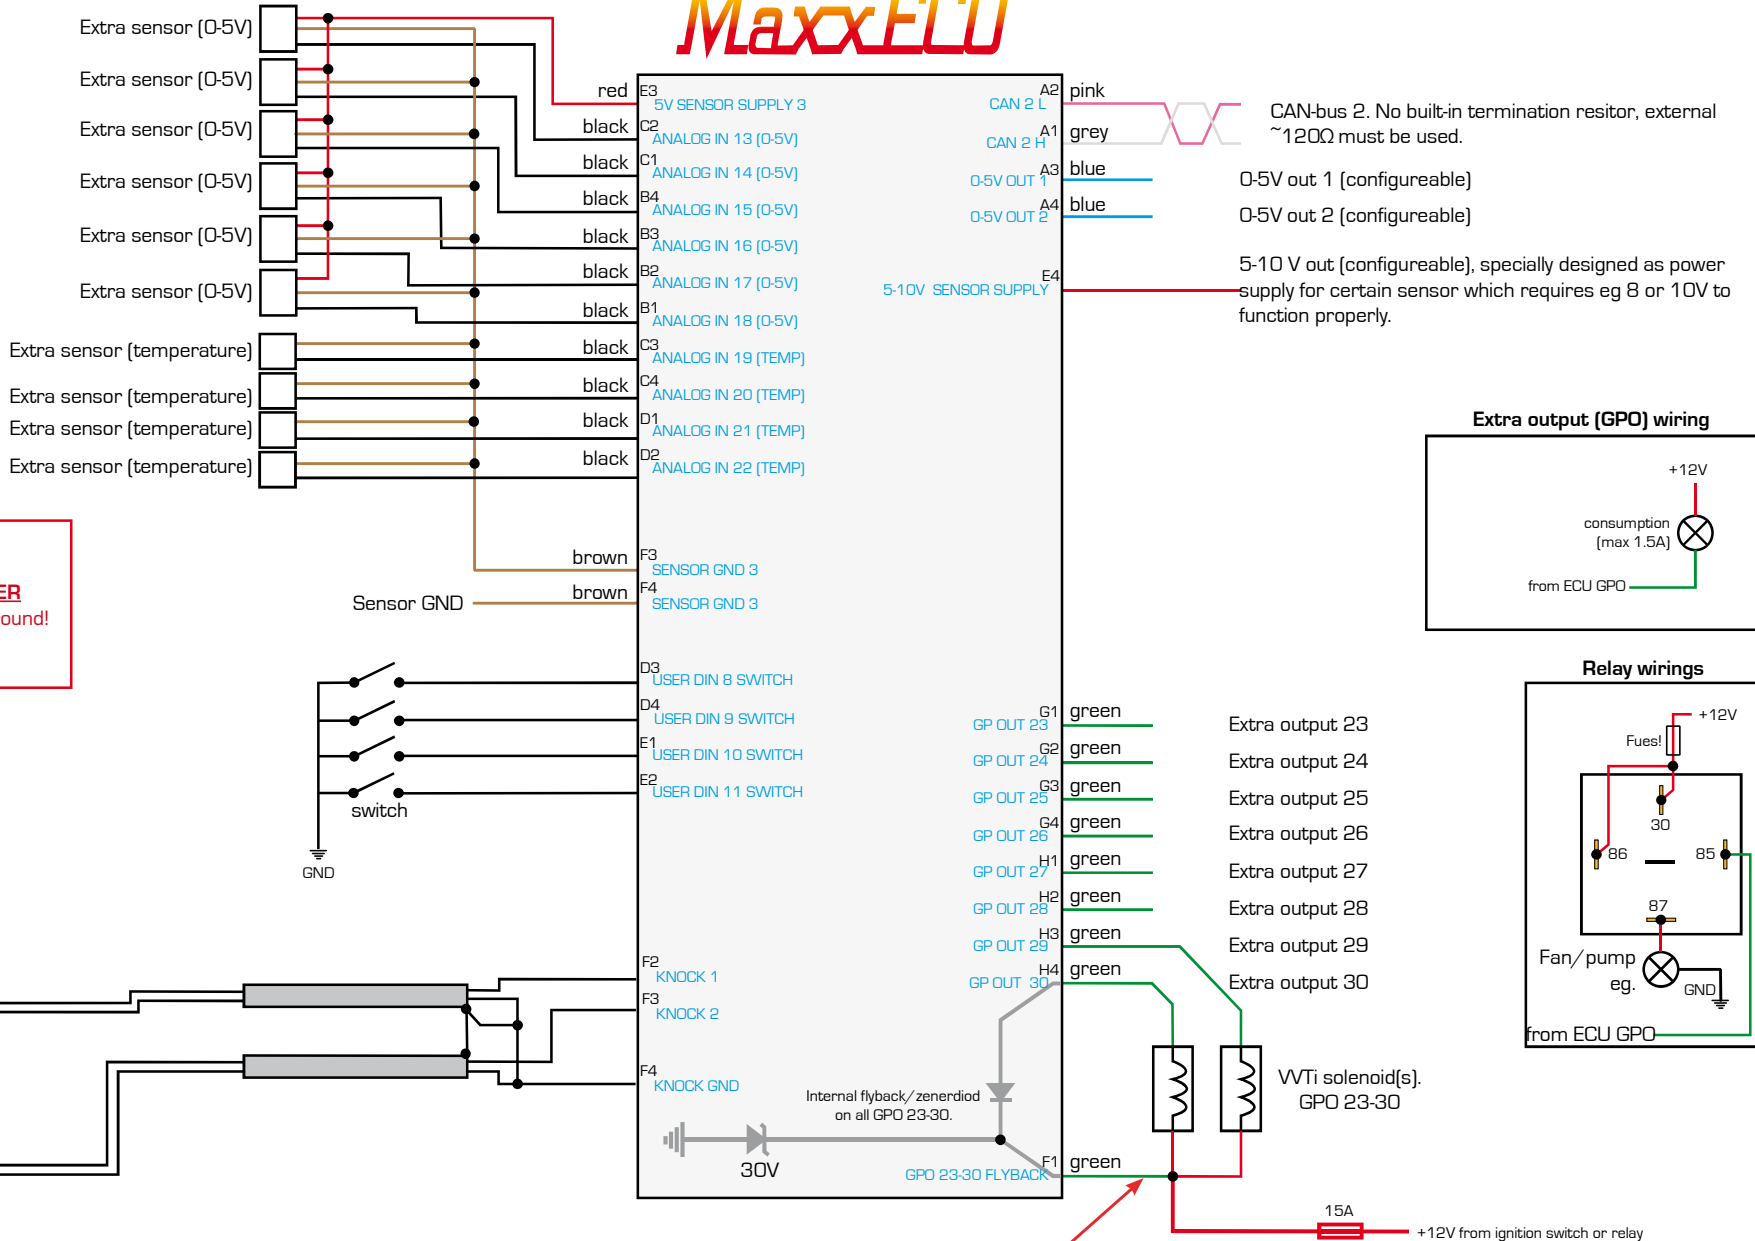 MaxxECU
Extra sensor (0-5V)
Extra sensor (0-5V)
Extra sensor (0-5V)
Extra sensor (0-5V)
Extra sensor (0-5V)
Extra sensor (0-5V)
Extra sensor (temperature)
Extra sensor (temperature)
Extra sensor (temperature)
Extra sensor (temperature)
red E3
5V SENSOR SUPPLY 3
black C2
ANALOG IN 13 (0-5V)
black C1
ANALOG IN 14 (0-5V)
black B4
ANALOG IN 15 (0-5V)
black B3
ANALOG IN 16 (0-5V)
black B2
ANALOG IN 17 (0-5V)
black B1
ANALOG IN 18 (0-5V)
black C3
ANALOG IN 19 (TEMP)
black C4
ANALOG IN 20 (TEMP)
black D1
ANALOG IN 21 (TEMP)
black D2
ANALOG IN 22 (TEMP)
brown F3
SENSOR GND 3
brown F4
Sensor GND
SENSOR GND 3
ER
ound!
D3
USER DIN 8 SWITCH
D4
USER DIN 9 SWITCH
E1
USER DIN 10 SWITCH
E2
USER DIN 11 SWITCH
switch
GND
F2
KNOCK 1
F3
KNOCK 2
F4
KNOCK GND
A2 pink
CAN 2 L
A1 grey
CAN 2 H
CAN-bus 2. No built-in termination resitor, external
~120Ω must be used.
A3 blue
0-5V OUT 1
0-5V out 1 (configureable)
A4 blue
0-5V OUT 2
0-5V out 2 (configureable)
E4
5-10V SENSOR SUPPLY
5-10 V out (configureable), specially designed as power
supply for certain sensor which requires eg 8 or 10V to
function properly.
Extra output (GPO) wiring
+12V
consumption
(max 1.5A)
from ECU GPO
Relay wirings
+12V
Fues!
30
86
85
87
Fan/pump
eg.
GND
from ECU GPO
G1 green
GP OUT 23
Extra output 23
G2 green
GP OUT 24
Extra output 24
G3 green
GP OUT 25
Extra output 25
G4 green
GP OUT 26
Extra output 26
H1 green
GP OUT 27
Extra output 27
H2 green
GP OUT 28
Extra output 28
H3 green
GP OUT 29
Extra output 29
H4 green
GP OUT 30
Extra output 30
VVTi solenoid(s).
GPO 23-30
Internal flyback/zenerdiod
on all GPO 23-30.
30V
F1 green
GPO 23-30 FLYBACK
15A
+12V from ignition switch or relay